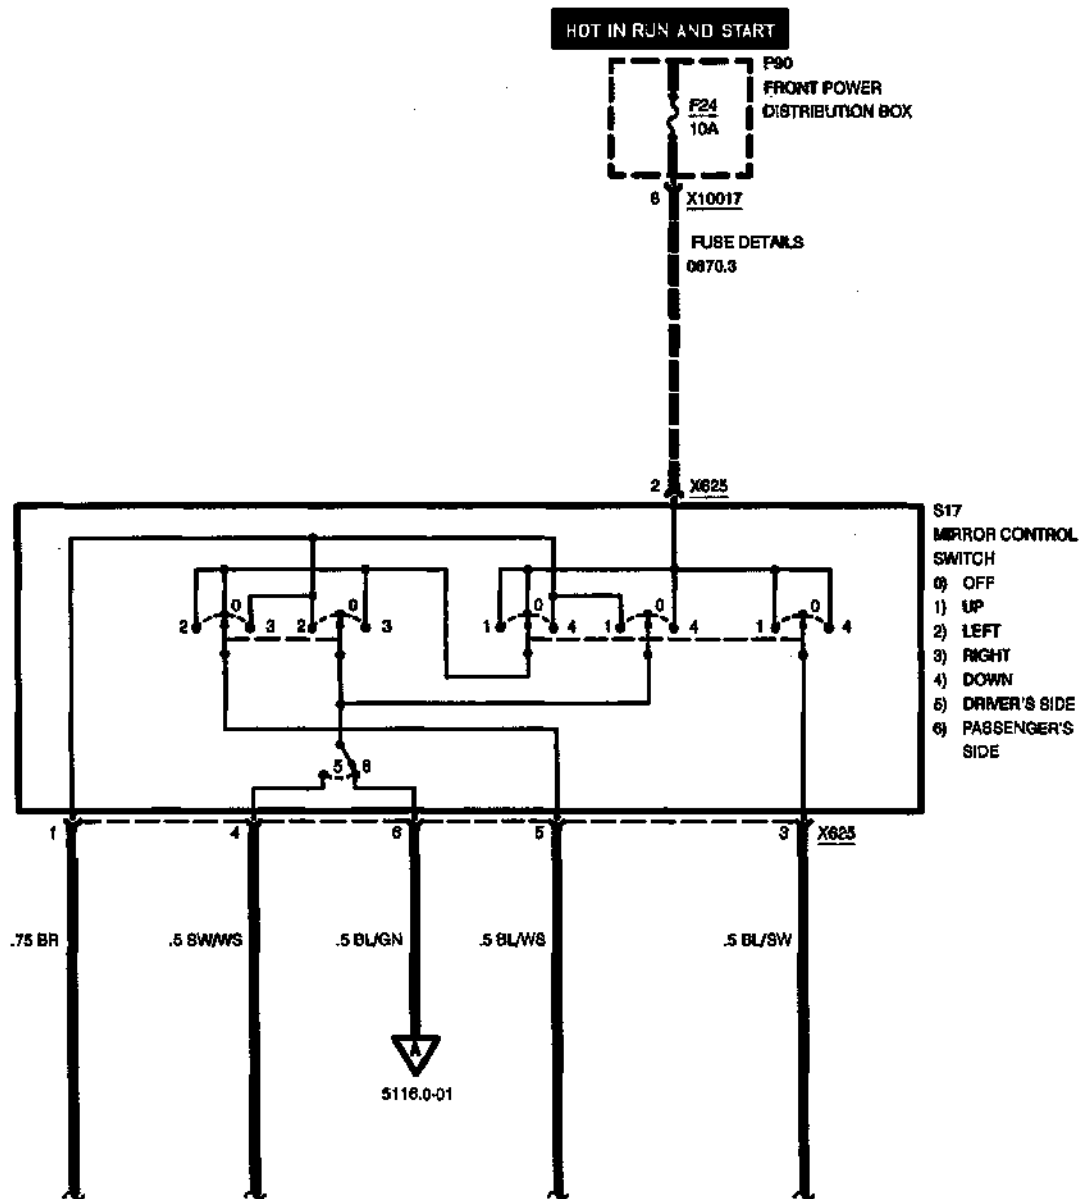 HOT IN RUN AND START
P90
FRONT POWER
DISTRIBUTION BOX
F24
10A
8 X10017
FUSE DETAILS
0670.3
2 X625
S17
MIRROR CONTROL
SWITCH
0) OFF
1) UP
2) LEFT
3) RIGHT
4) DOWN
5) DRIVER'S SIDE
6) PASSENGER'S
SIDE
2 0 3 2 0 3 1 0 4 1 0 4 1 0 4
5 6
1 4 6 5 3 X625
.75 BR .5 SW/WS .5 BL/GN .5 BL/WS .5 BL/SW
A
5116.0-01